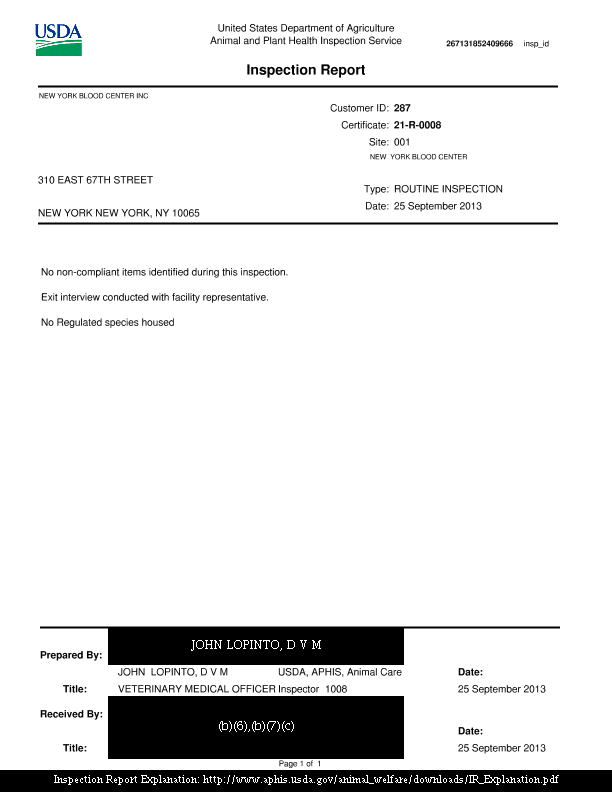 USDA
United States Department of Agriculture
Animal and Plant Health Inspection Service
267131852409666 insp_id
Inspection Report
NEW YORK BLOOD CENTER INC
Customer ID: 287
Certificate: 21-R-0008
Site: 001
NEW YORK BLOOD CENTER
310 EAST 67TH STREET
Type: ROUTINE INSPECTION
NEW YORK NEW YORK, NY 10065
Date: 25 September 2013
No non-compliant items identified during this inspection.
Exit interview conducted with facility representative.
No Regulated species housed
JOHN LOPINTO, D V M
Prepared By:
JOHN LOPINTO, D V M USDA, APHIS, Animal Care Date:
Title: VETERINARY MEDICAL OFFICER Inspector 1008 25 September 2013
Received By:
(b)(6),(b)(7)(c)
Date:
Title: 25 September 2013
Page 1 of 1
Inspection Report Explanation: http://www.aphis.usda.gov/animal_welfare/downloads/IR_Explanation.pdf